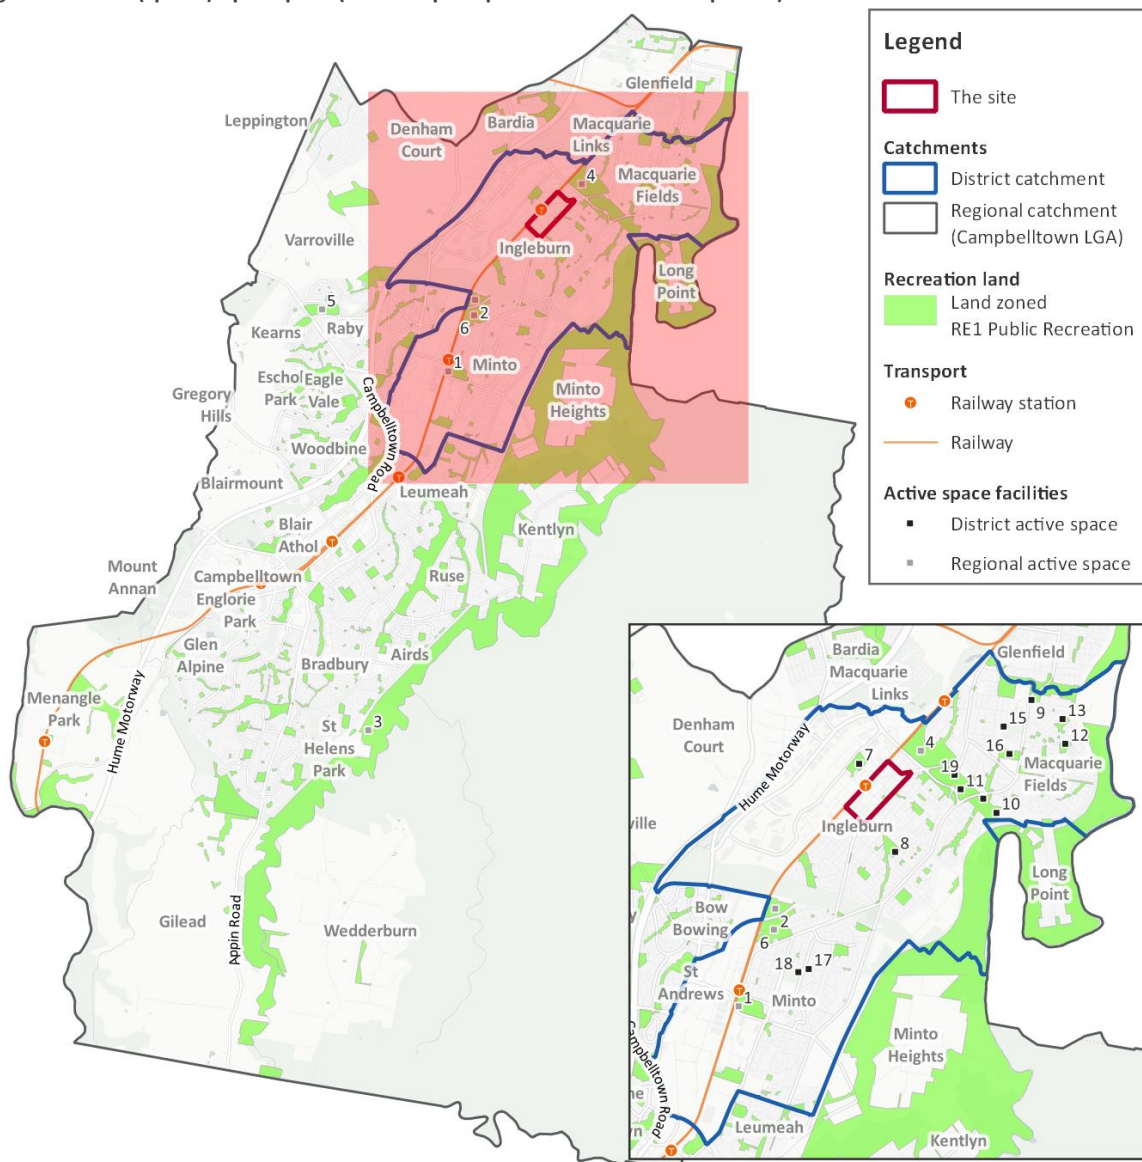 Legend
The site
Catchments
District catchment
Regional catchment
(Campbelltown LGA)
Recreation land
Land zoned
RE1 Public Recreation
Transport
Railway station
Railway
Active space facilities
District active space
Regional active space
Glenfield
Leppington
Denham
Court
Bardia
Macquarie
Links
Macquarie
Fields
4
Ingleburn
Varroville
Long
Point
5
Kearns
Raby
2
6
1
Minto
Eschol
Park
Eagle
Vale
Gregory
Hills
Campbelltown Road
Minto
Heights
Woodbine
Blairmount
Leumeah
Blair
Athol
Kentlyn
Mount
Annan
Campbelltown
Englorie
Park
Ruse
Glen
Alpine
Bradbury
Airds
Menangle
Park
Hume Motorway
St
Helens
Park
3
Gilead
Appin Road
Wedderburn
Bardia
Macquarie
Links
Glenfield
Denham
Court
Hume Motorway
9
13
15
12
16
Macquarie
Fields
4
7
19
11
10
Ingleburn
8
ville
Long
Point
Bow
Bowing
2
6
18
17
St
Andrews
1
Minto
Campbelltown Road
Minto
Heights
ne
yn
Leumeah
Kentlyn